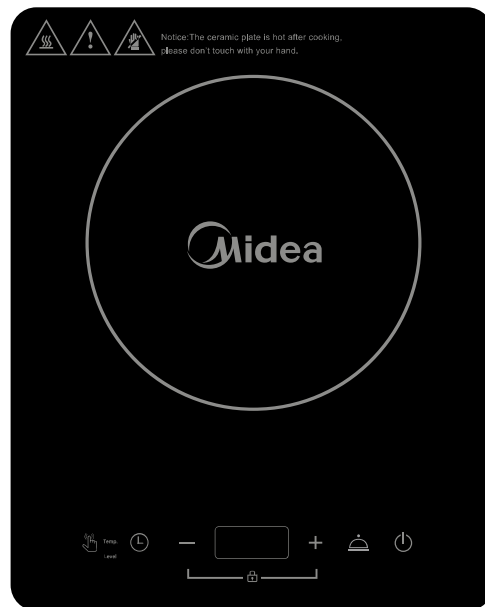 Notice:The ceramic plate is hot after cooking,
please don't touch with your hand.
Midea
Temp.
Level